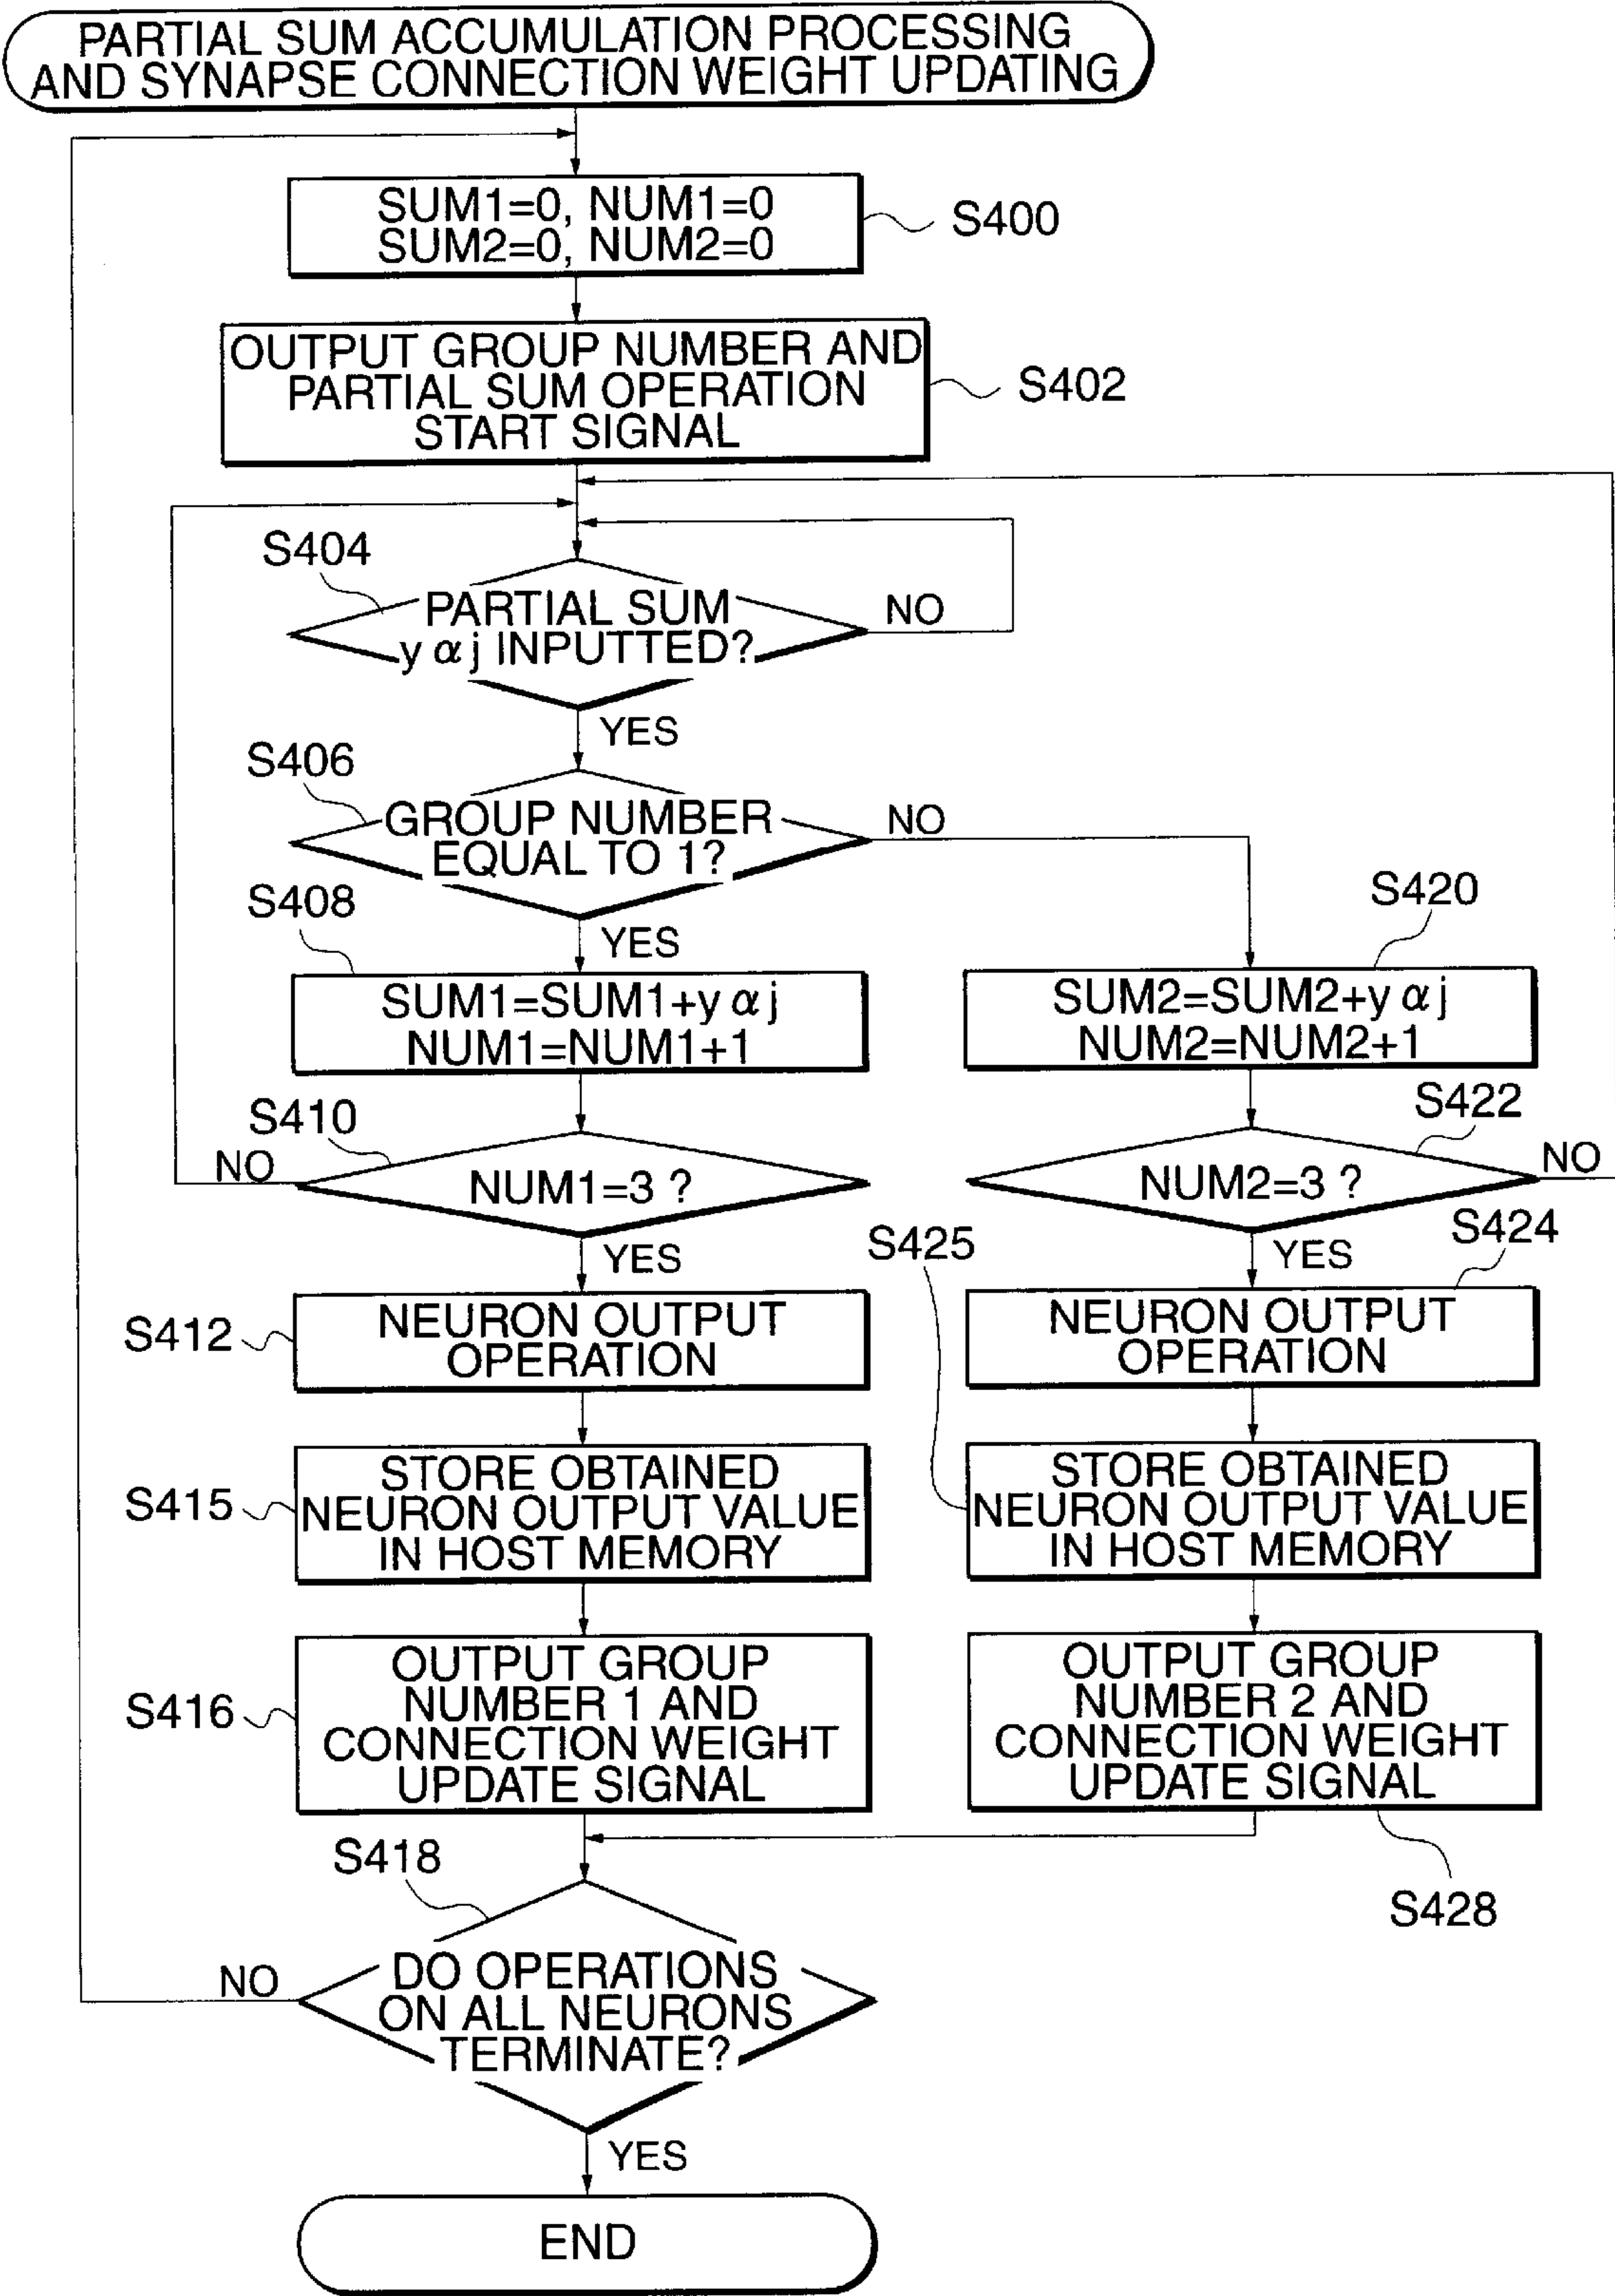 PARTIAL SUM ACCUMULATION PROCESSING
AND SYNAPSE CONNECTION WEIGHT UPDATING
SUM1=0, NUM1=0
SUM2=0, NUM2=0
S400
OUTPUT GROUP NUMBER AND
PARTIAL SUM OPERATION
START SIGNAL
S402
S404
PARTIAL SUM
y α j INPUTTED?
NO
YES
S406
GROUP NUMBER
EQUAL TO 1?
NO
YES
S408
SUM1=SUM1+y α j
NUM1=NUM1+1
S420
SUM2=SUM2+y α j
NUM2=NUM2+1
S410
NO
NUM1=3 ?
YES
S422
NUM2=3 ?
NO
YES
S412
NEURON OUTPUT
OPERATION
S424
NEURON OUTPUT
OPERATION
S415
STORE OBTAINED
NEURON OUTPUT VALUE
IN HOST MEMORY
S425
STORE OBTAINED
NEURON OUTPUT VALUE
IN HOST MEMORY
S416
OUTPUT GROUP
NUMBER 1 AND
CONNECTION WEIGHT
UPDATE SIGNAL
OUTPUT GROUP
NUMBER 2 AND
CONNECTION WEIGHT
UPDATE SIGNAL
S428
S418
NO
DO OPERATIONS
ON ALL NEURONS
TERMINATE?
YES
END